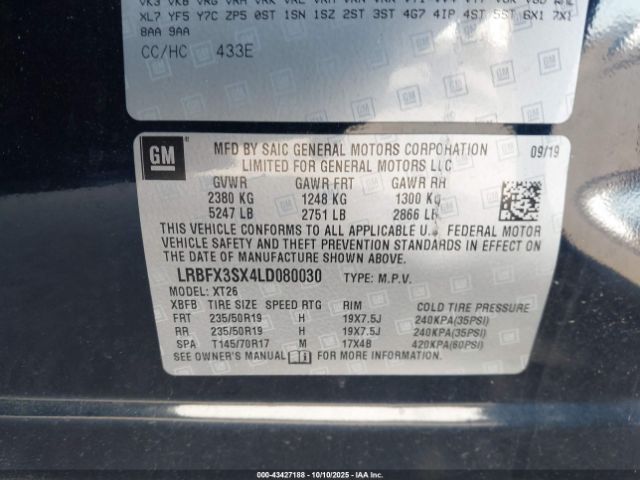 XL7 YF5 Y7C ZP5 0ST 1SN 1SZ 2ST 3ST 4G7 4IP 4ST 5ST 6X1 7X1
8AA 9AA
CC/HC 433E
GM
MFD BY SAIC GENERAL MOTORS CORPORATION
LIMITED FOR GENERAL MOTORS LLC
09/19
GVWR GAWR FRT GAWR RR
2380 KG 1248 KG 1300 KG
5247 LB 2751 LB 2866 LB
THIS VEHICLE CONFORMS TO ALL APPLICABLE U.S. FEDERAL MOTOR
VEHICLE SAFETY AND THEFT PREVENTION STANDARDS IN EFFECT ON THE
DATE OF MANUFACTURE SHOWN ABOVE.
LRBFX3SX4LD080030 TYPE: M.P.V.
MODEL: XT26
XBFB TIRE SIZE SPEED RTG RIM COLD TIRE PRESSURE
FRT 235/50R19 H 19X7.5J 240KPA(35PSI)
RR 235/50R19 H 19X7.5J 240KPA(35PSI)
SPA T145/70R17 M 17X4B 420KPA(60PSI)
SEE OWNER'S MANUAL FOR MORE INFORMATION
000-43427188 - 10/10/2025 - IAAI.com